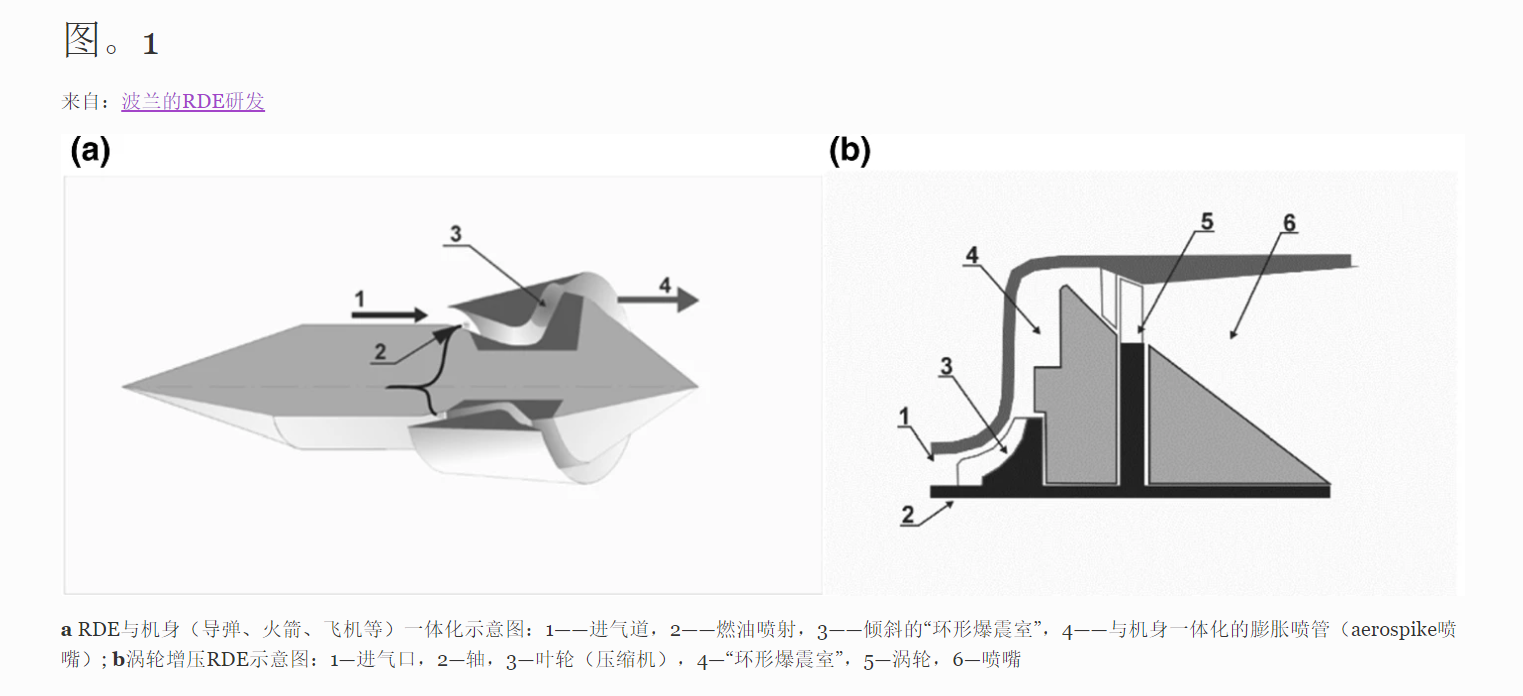 图。1
来自：波兰的RDE研发
(a)
(b)
3
1
4
2
5
6
4
3
1
2
a RDE与机身（导弹、火箭、飞机等）一体化示意图：1——进气道，2——燃油喷射，3——倾斜的“环形爆震室”，4——与机身一体化的膨胀喷管（aerospike喷
嘴）; b涡轮增压RDE示意图：1—进气口，2—轴，3—叶轮（压缩机），4—“环形爆震室”，5—涡轮，6—喷嘴